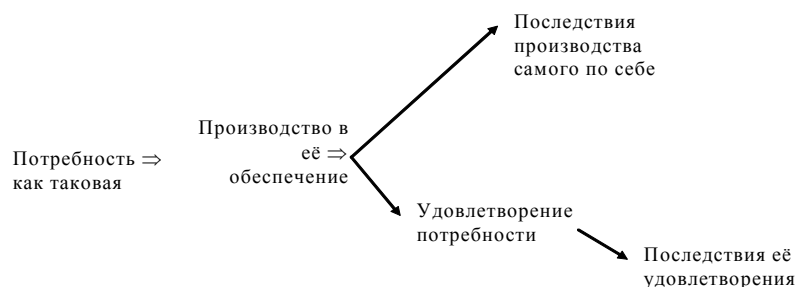 Потребность ⇒
как таковая
Производство в
её ⇒
обеспечение
Последствия
производства
самого по себе
Удовлетворение
потребности
Последствия её
удовлетворения